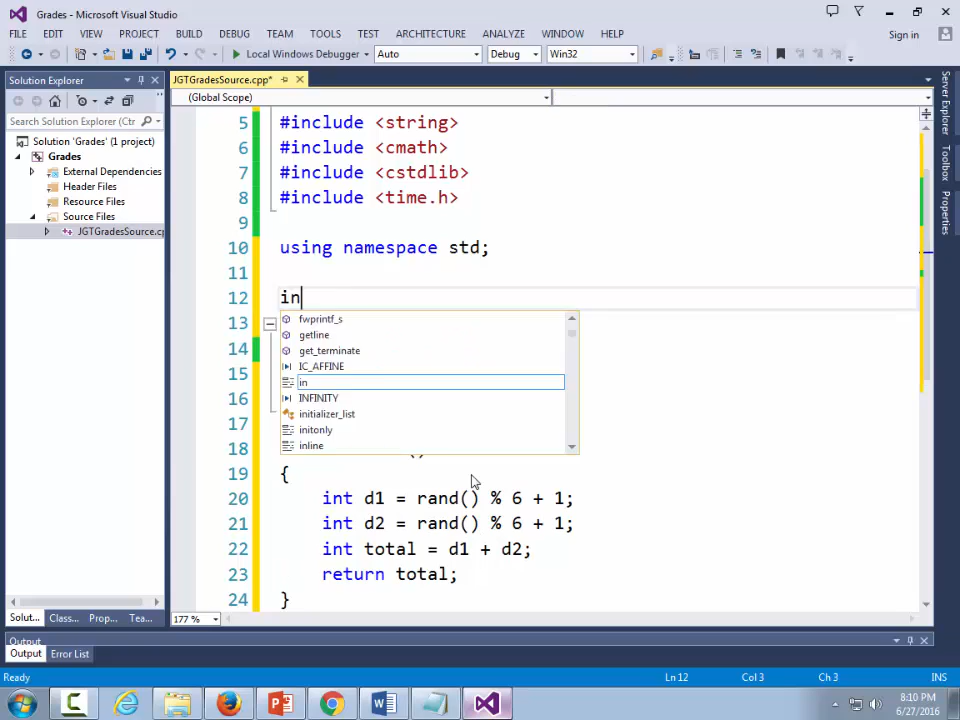 Grades - Microsoft Visual Studio
FILE EDIT VIEW PROJECT BUILD DEBUG TEAM TOOLS TEST ARCHITECTURE ANALYZE WINDOW HELP Sign in
Local Windows Debugger Auto Debug Win32
Solution Explorer
Search Solution Explorer (Ctr
Solution 'Grades' (1 project)
Grades
External Dependencies
Header Files
Resource Files
Source Files
JGTGradesSource.cp
JGTGradesSource.cpp*
(Global Scope)
5 #include <string>
6 #include <cmath>
7 #include <cstdlib>
8 #include <time.h>
9
10 using namespace std;
11
12 in
13
14
15
16
17
18 ()
19 {
20 int d1 = rand() % 6 + 1;
21 int d2 = rand() % 6 + 1;
22 int total = d1 + d2;
23 return total;
24 }
fwprintf_s
getline
get_terminate
IC_AFFINE
in
INFINITY
initializer_list
initonly
inline
Server Explorer
Toolbox
Properties
177 %
Solut... Class... Prop... Tea...
Output
Output Error List
Ready Ln 12 Col 3 Ch 3 INS
8:10 PM
6/27/2016